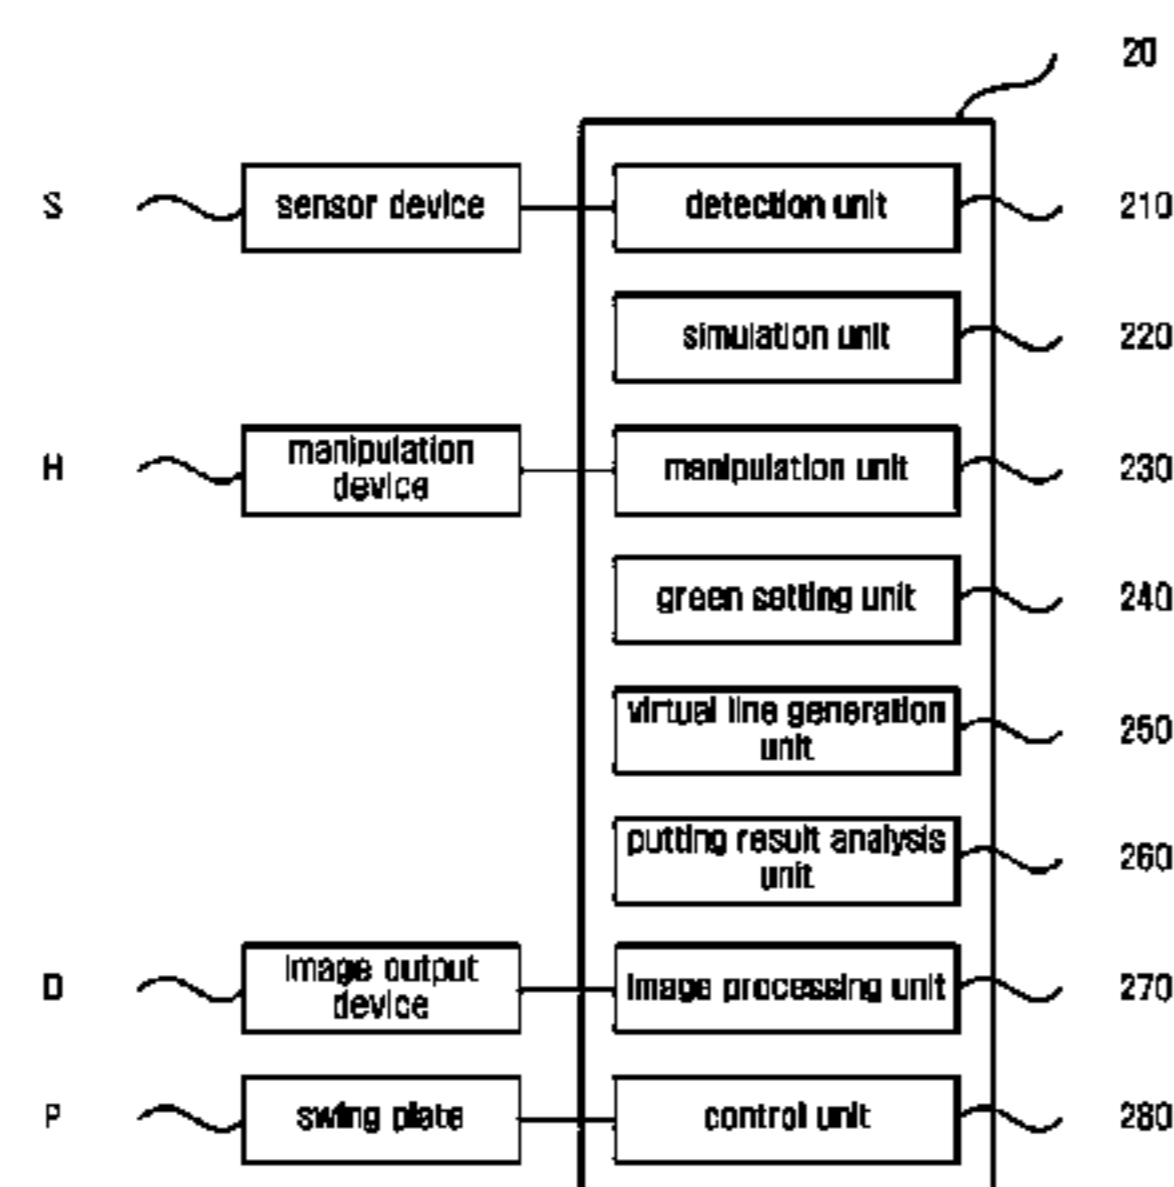 20
S
sensor device
detection unit
210
simulation unit
220
H
manipulation
device
manipulation unit
230
green setting unit
240
virtual line generation
unit
250
putting result analysis
unit
260
D
image output
device
image processing unit
270
P
swing plate
control unit
280